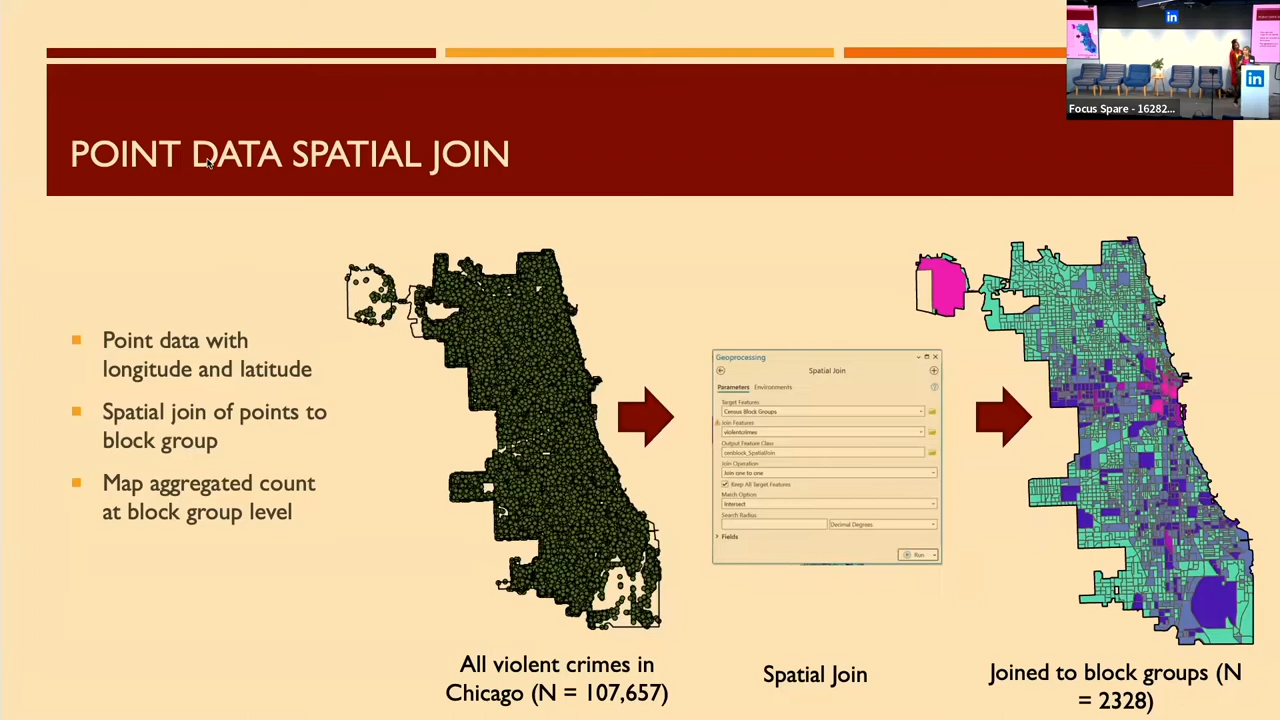 in
in
Focus Spare - 16282...
POINT DATA SPATIAL JOIN
Point data with
longitude and latitude
Spatial join of points to
block group
Map aggregated count
at block group level
Geoprocessing
Spatial Join
Parameters Environments
Target Features
Census Block Groups
Join Features
violentcrimes
Output Feature Class
cenblock_SpatialJoin
Join Operation
Join one to one
Keep All Target Features
Match Option
Intersect
Search Radius
Decimal Degrees
Fields
Run
All violent crimes in
Chicago (N = 107,657)
Spatial Join
Joined to block groups (N
= 2328)